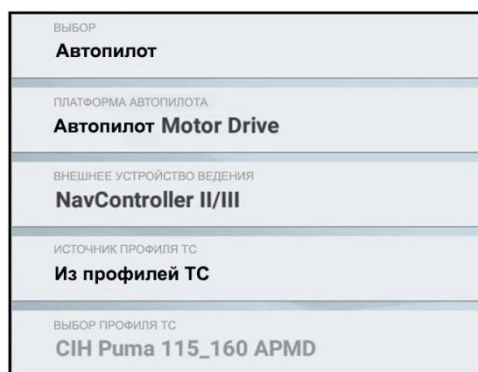 ВЫБОР
Автопилот
ПЛАТФОРМА АВТОПИЛОТА
Автопилот Motor Drive
ВНЕШНЕЕ УСТРОЙСТВО ВЕДЕНИЯ
NavController II/III
ИСТОЧНИК ПРОФИЛЯ ТС
Из профилей ТС
ВЫБОР ПРОФИЛЯ ТС
CIH Puma 115_160 APMD